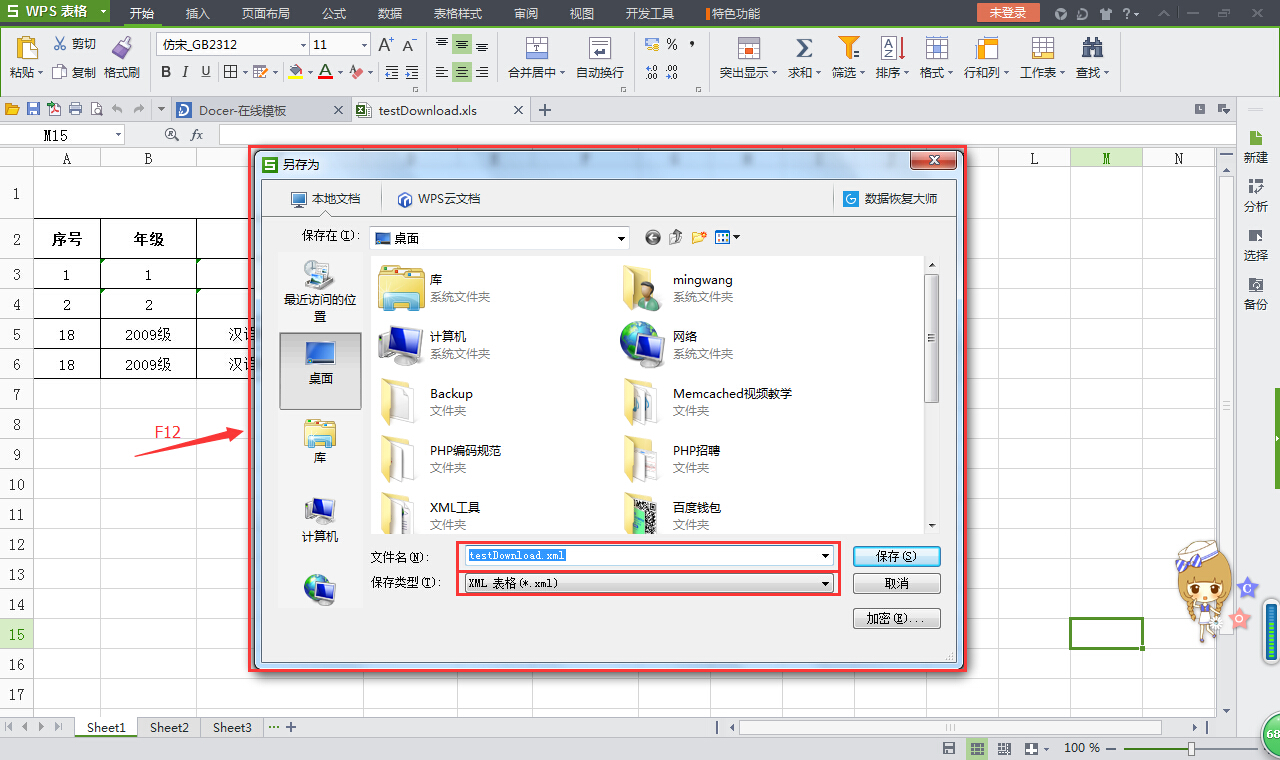 S WPS 表格
开始 插入 页面布局 公式 数据 表格样式 审阅 视图 开发工具 特色功能
未登录
粘贴 剪切 复制 格式刷
仿宋_GB2312 11
B I U
合并居中 自动换行
突出显示 求和 筛选 排序 格式 行和列 工作表 查找
Docer-在线模板
testDownload.xls
M15
fx
A B L M N
1
2 序号 年级
3 1 1
4 2 2
5 18 2009级
6 18 2009级
7
8
9
10
11
12
13
14
15
16
17
F12
另存为
本地文档 WPS云文档 数据恢复大师
保存在(I):
桌面
最近访问的位置
桌面
库
计算机
库
系统文件夹
mingwang
系统文件夹
计算机
系统文件夹
网络
系统文件夹
Backup
文件夹
Memcached视频教学
文件夹
PHP编码规范
文件夹
PHP招聘
文件夹
XML工具
文件夹
百度钱包
文件夹
文件名(N):
testDownload.xml
保存(S)
保存类型(T):
XML 表格(*.xml)
取消
加密(E)...
新建
分析
选择
备份
C
O
Sheet1 Sheet2 Sheet3 ...
100 %
68